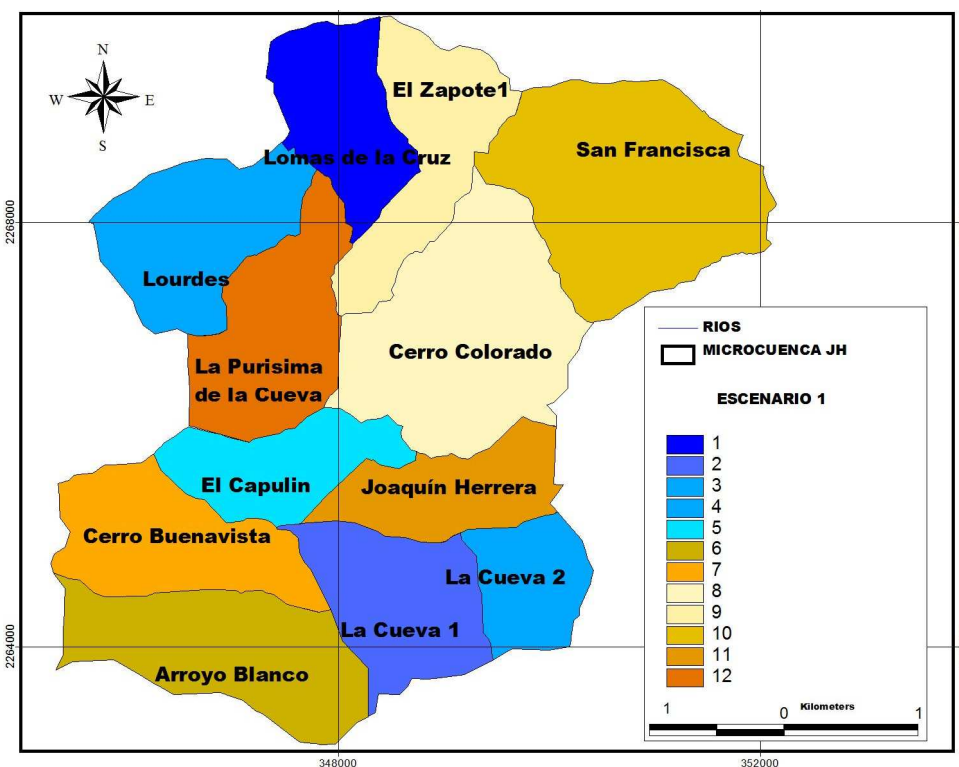 N
W E
S
El Zapote1
San Francisca
Lomas de la Cruz
Lourdes
Cerro Colorado
La Purisima
de la Cueva
El Capulin
Joaquín Herrera
Cerro Buenavista
La Cueva 2
La Cueva 1
Arroyo Blanco
2268000
2264000
348000
352000
RIOS
MICROCUENCA JH
ESCENARIO 1
1
2
3
4
5
6
7
8
9
10
11
12
1 0 Kilometers 1